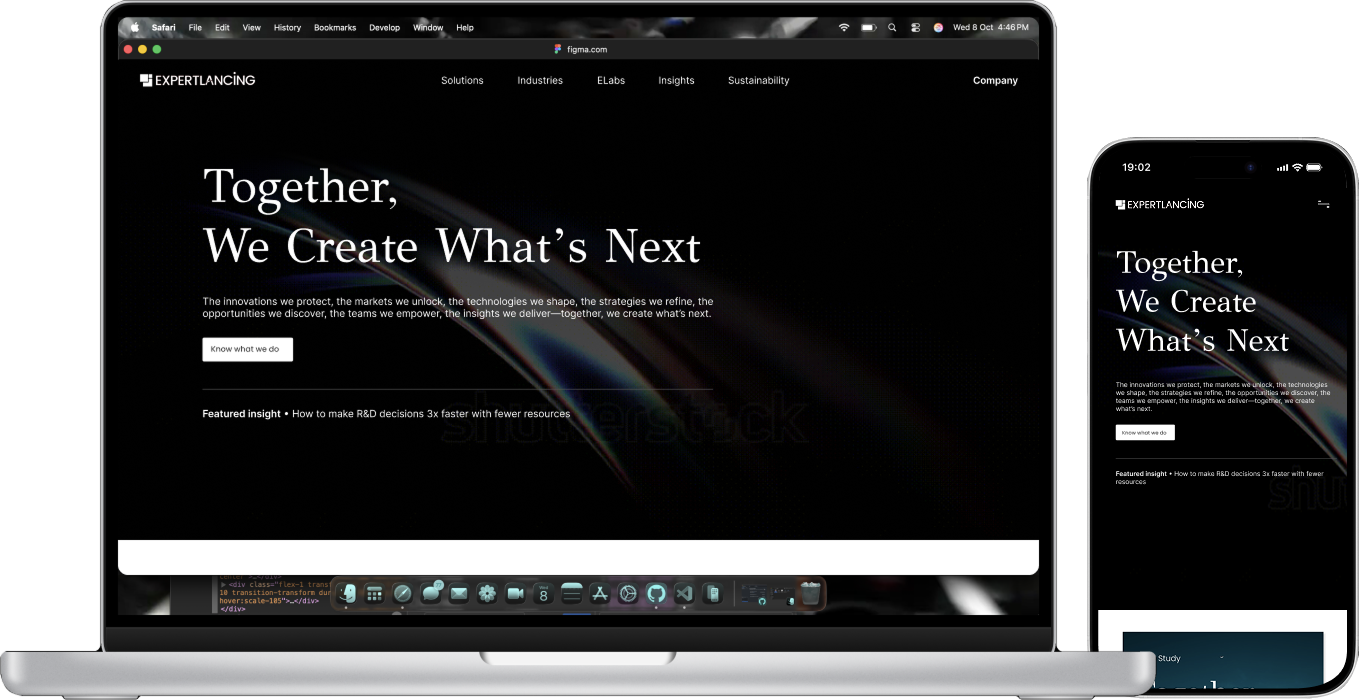 Safari File Edit View History Bookmarks Develop Window Help Wed 8 Oct 4:46 PM
figma.com
EXPERTLANCING Solutions Industries ELabs Insights Sustainability Company
Together,
We Create What’s Next
The innovations we protect, the markets we unlock, the technologies we shape, the strategies we refine, the
opportunities we discover, the teams we empower, the insights we deliver—together, we create what’s next.
Know what we do
Featured insight • How to make R&D decisions 3x faster with fewer resources
shutterstock
<div class="flex-1 transf
10 transition-transform dur
hover:scale-105">…</div>
</div>
8
19:02
EXPERTLANCING
Together,
We Create
What’s Next
The innovations we protect, the markets we unlock, the technologies
we shape, the strategies we refine, the opportunities we discover, the
teams we empower, the insights we deliver—together, we create
what’s next.
Know what we do
Featured insight • How to make R&D decisions 3x faster with fewer
resources
shu
Study